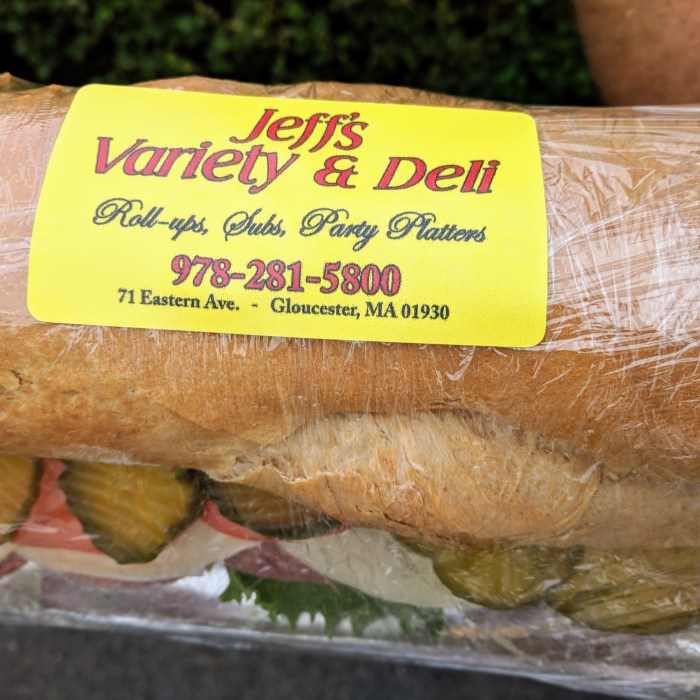 Jeff's
Variety & Deli
Roll-ups, Subs, Party Platters
978-281-5800
71 Eastern Ave. - Gloucester, MA 01930